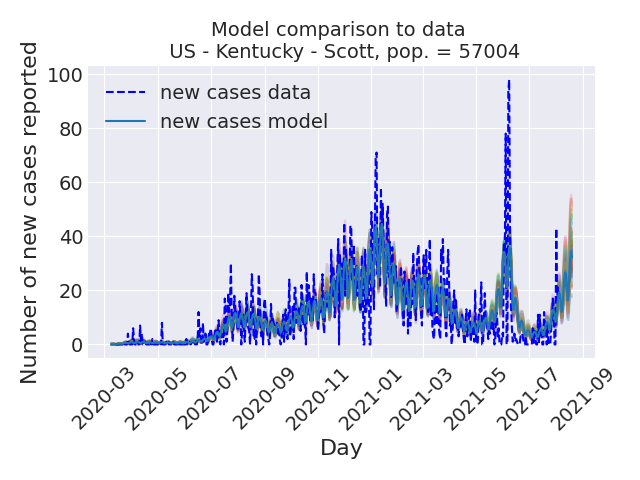 Model comparison to data
US - Kentucky - Scott, pop. = 57004
Number of new cases reported
100
80
60
40
20
0
new cases data
new cases model
2020-03
2020-05
2020-07
2020-09
2020-11
2021-01
2021-03
2021-05
2021-07
2021-09
Day